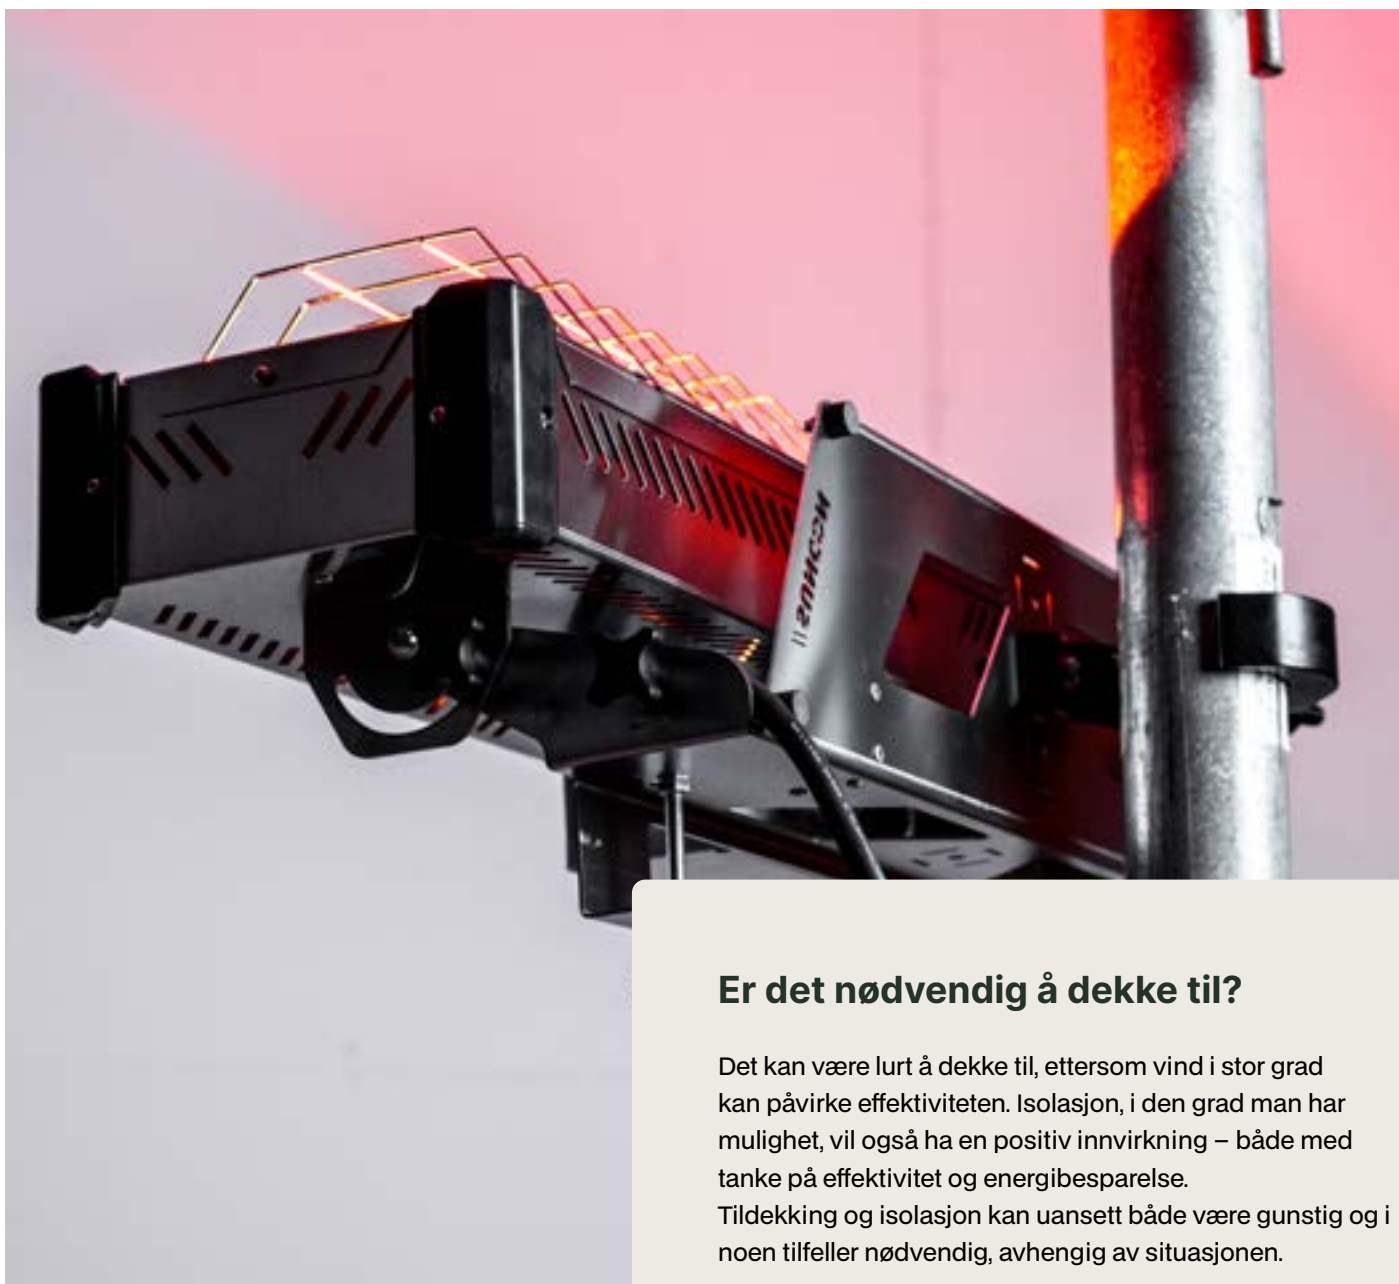 Er det nødvendig å dekke til?
Det kan være lurt å dekke til, ettersom vind i stor grad
kan påvirke effektiviteten. Isolasjon, i den grad man har
mulighet, vil også ha en positiv innvirkning – både med
tanke på effektivitet og energibesparelse.
Tildekking og isolasjon kan uansett både være gunstig og i
noen tilfeller nødvendig, avhengig av situasjonen.